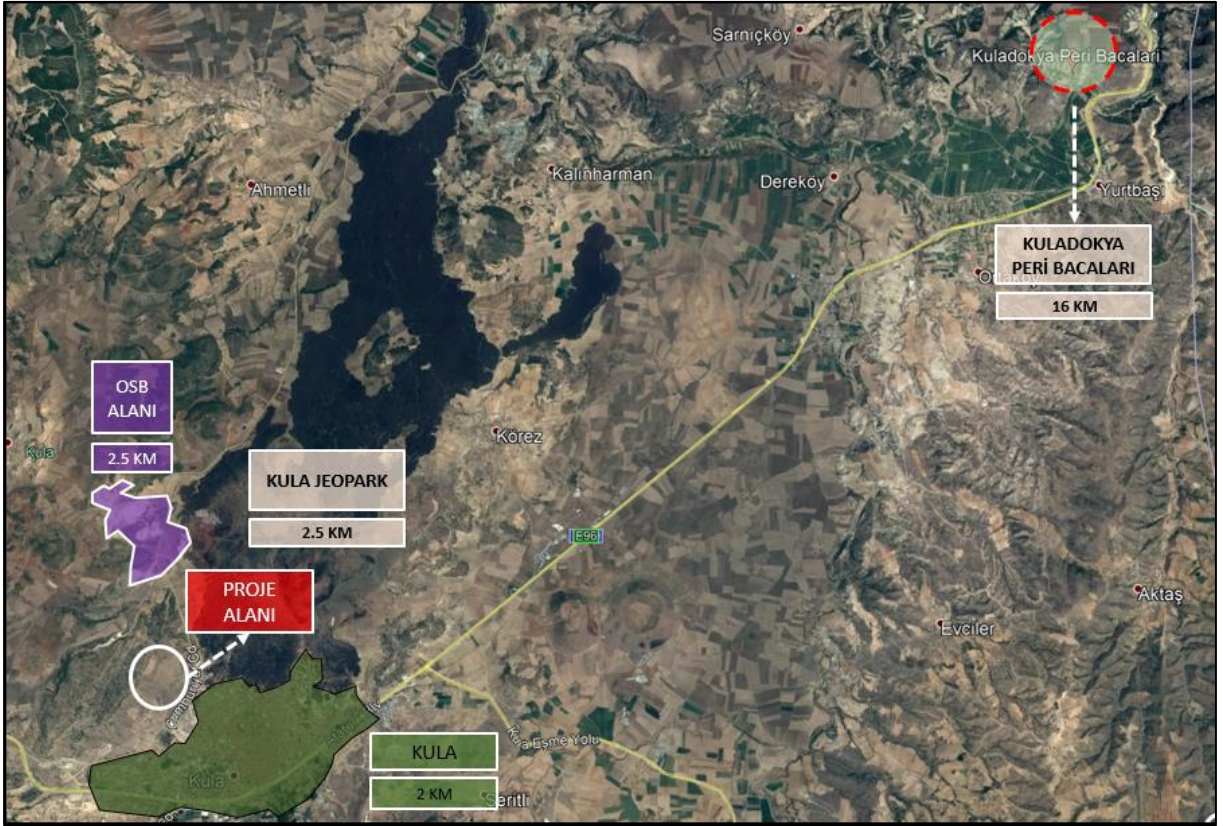 Sarnıçköy
Kuladokya Peri Bacalari
Ahmetli
Kalınharman
Dereköy
Yurtbaşı
KULADOKYA
PERİ BACALARI
16 KM
OSB
ALANI
2.5 KM
Kula
Körez
KULA JEOPARK
2.5 KM
E96
PROJE
ALANI
Aktaş
Evciler
Kula Eşme Yolu
KULA
2 KM
Kula